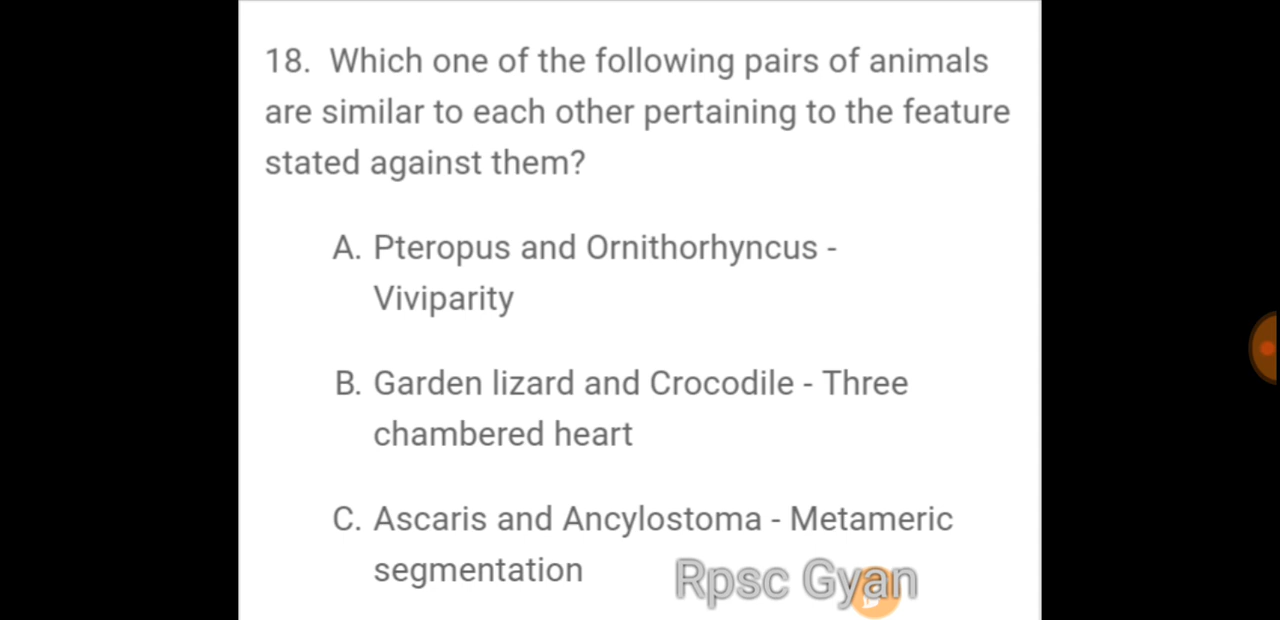 18. Which one of the following pairs of animals
are similar to each other pertaining to the feature
stated against them?
A. Pteropus and Ornithorhyncus -
Viviparity
B. Garden lizard and Crocodile - Three
chambered heart
C. Ascaris and Ancylostoma - Metameric
segmentation
Rpsc Gyan